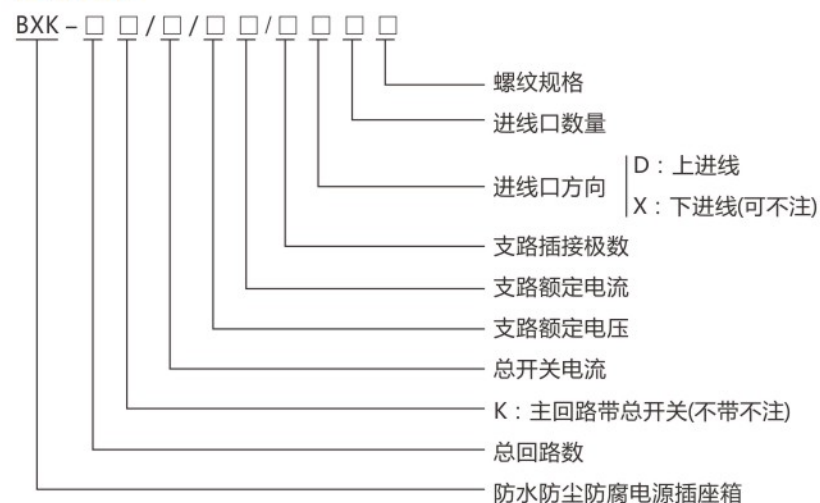 BXK-□ □/□/□ □/□ □ □ □
螺纹规格
进线口数量
进线口方向
D：上进线
X：下进线(可不注)
支路插接极数
支路额定电流
支路额定电压
总开关电流
K：主回路带总开关(不带不注)
总回路数
防水防尘防腐电源插座箱